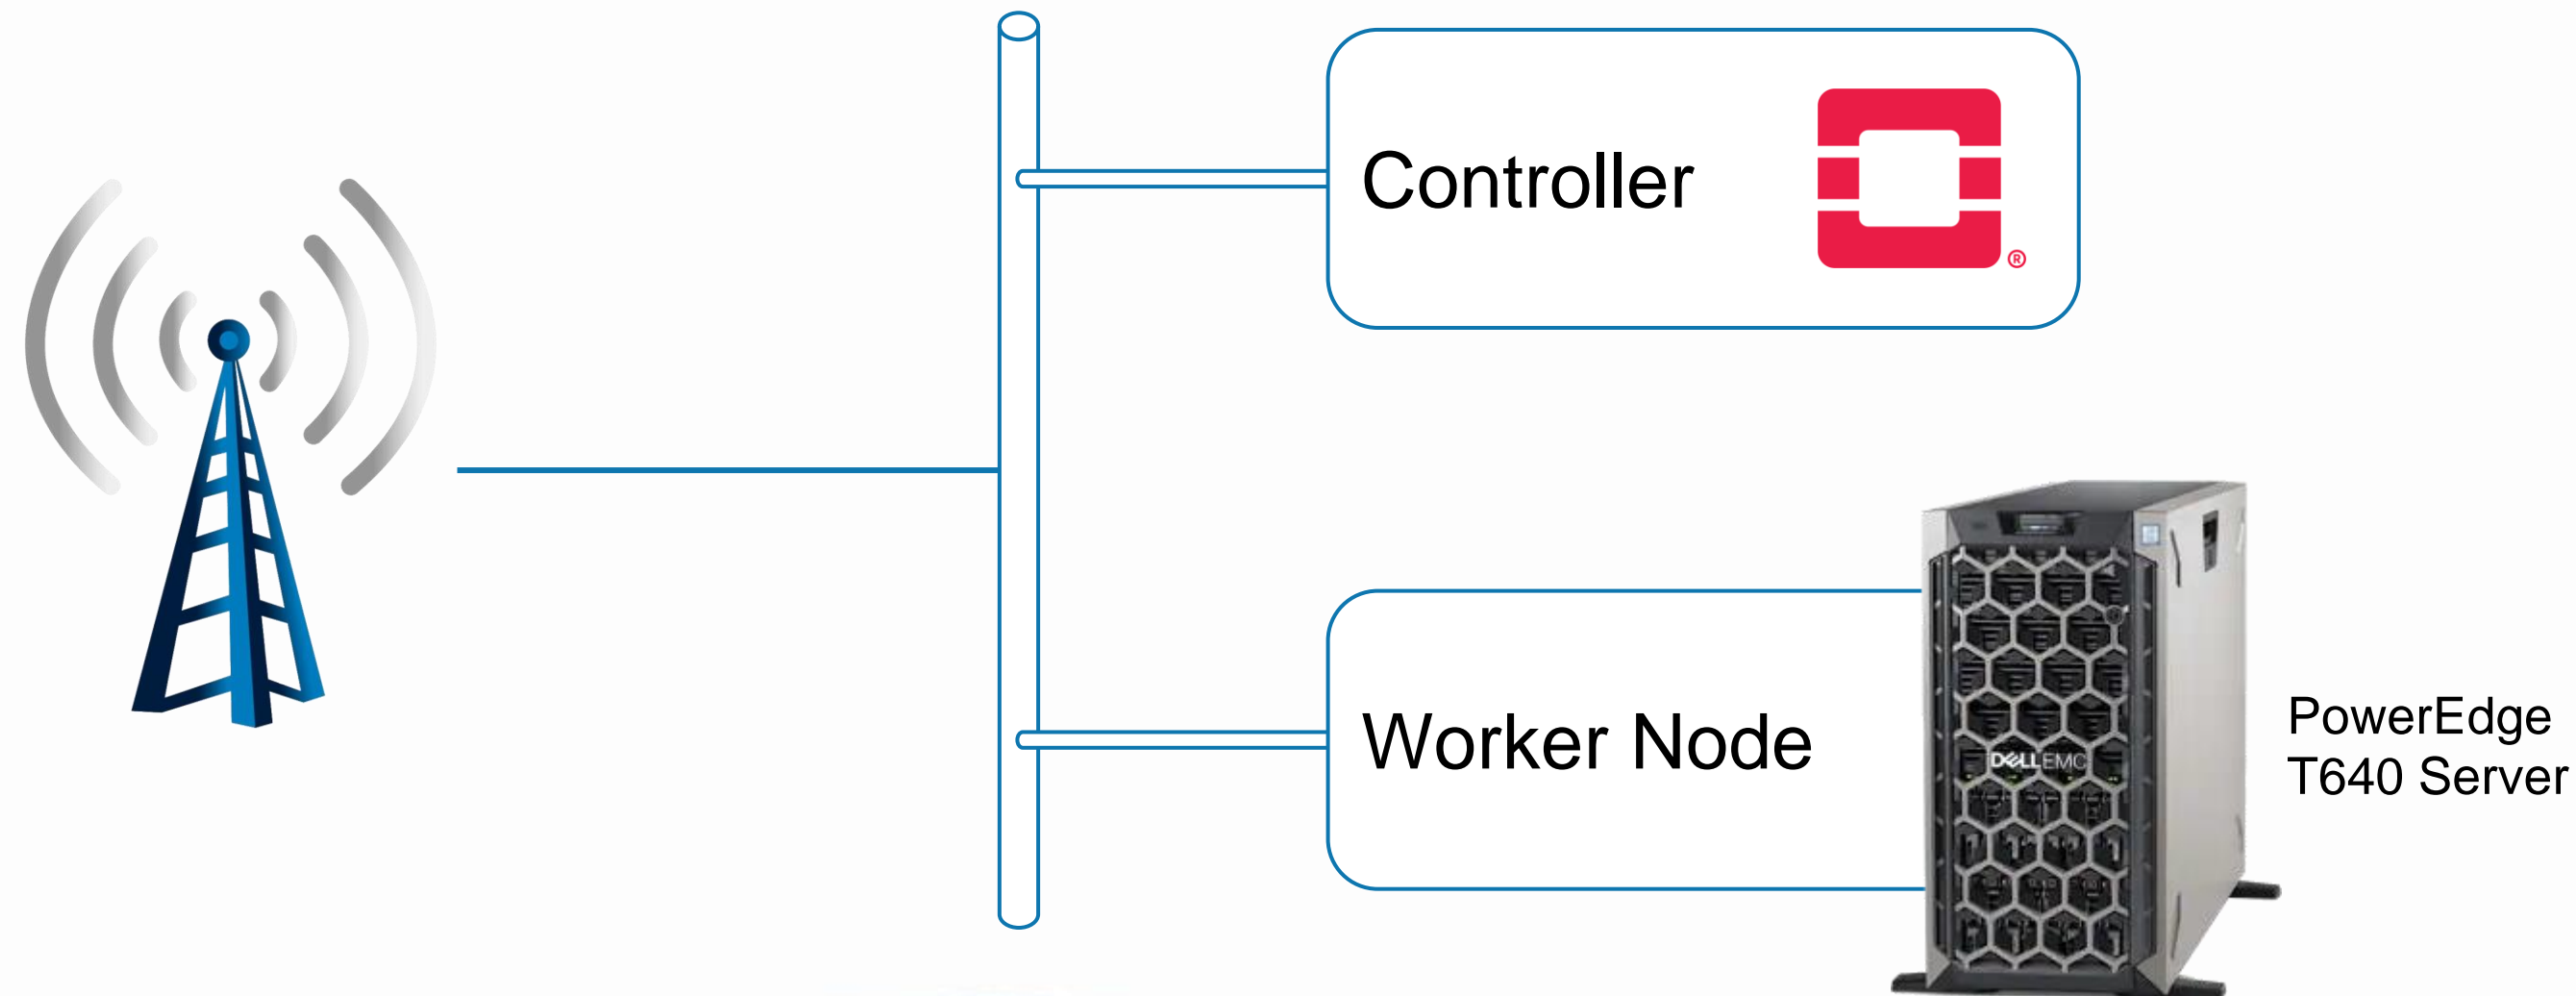 Controller
®
Worker Node
DELLEMC
PowerEdge
T640 Server